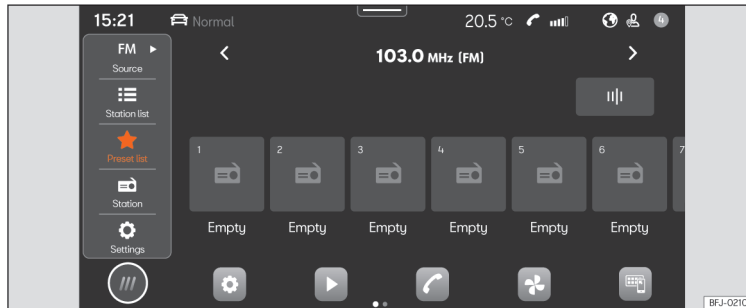 15:21 Normal 20.5 °C 4
FM
Source
103.0 MHz (FM)
Station list
Preset list
1 2 3 4 5 6 7
Station
Empty Empty Empty Empty Empty Empty
Settings
BFJ-0210